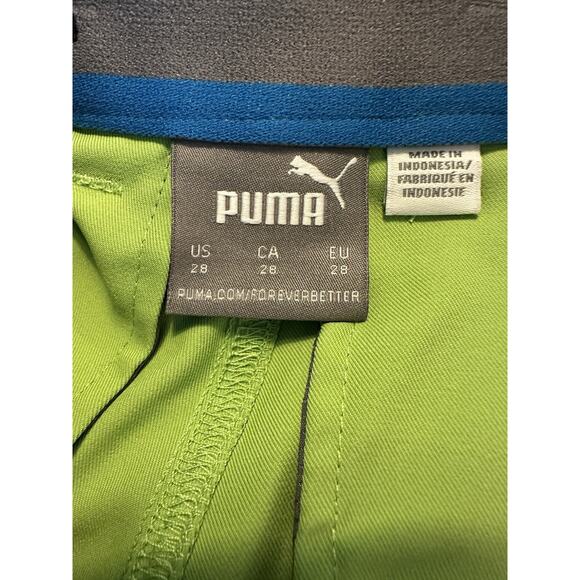 MADE IN
INDONESIA/
FABRIQUÉ EN
INDONESIE
PUMA
US CA EU
28 28 28
PUMA.COM/FOREVERBETTER